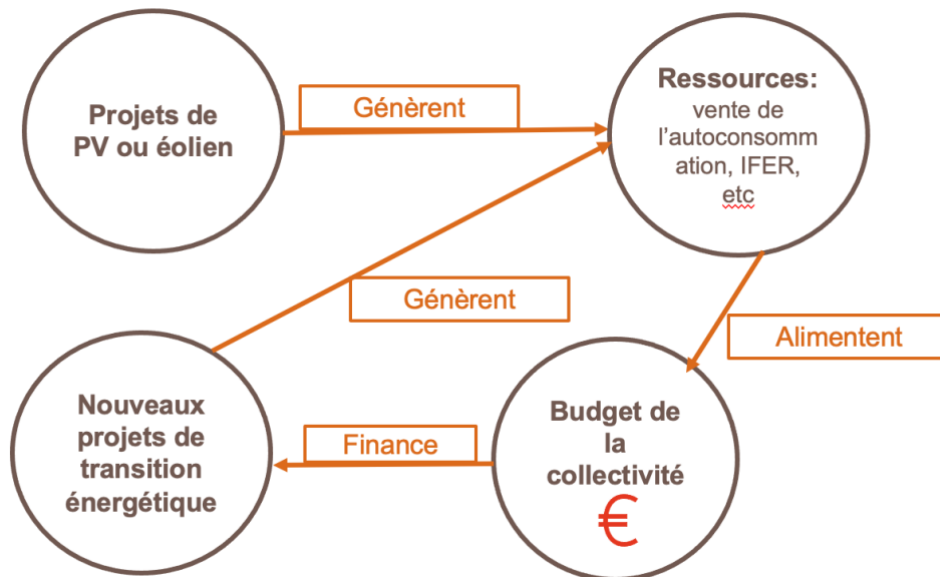 Projets de
PV ou éolien
Génèrent
Ressources:
vente de
l'autoconsomm
ation, IFER,
etc
Génèrent
Alimentent
Nouveaux
projets de
transition
énergétique
Finance
Budget de
la
collectivité
€